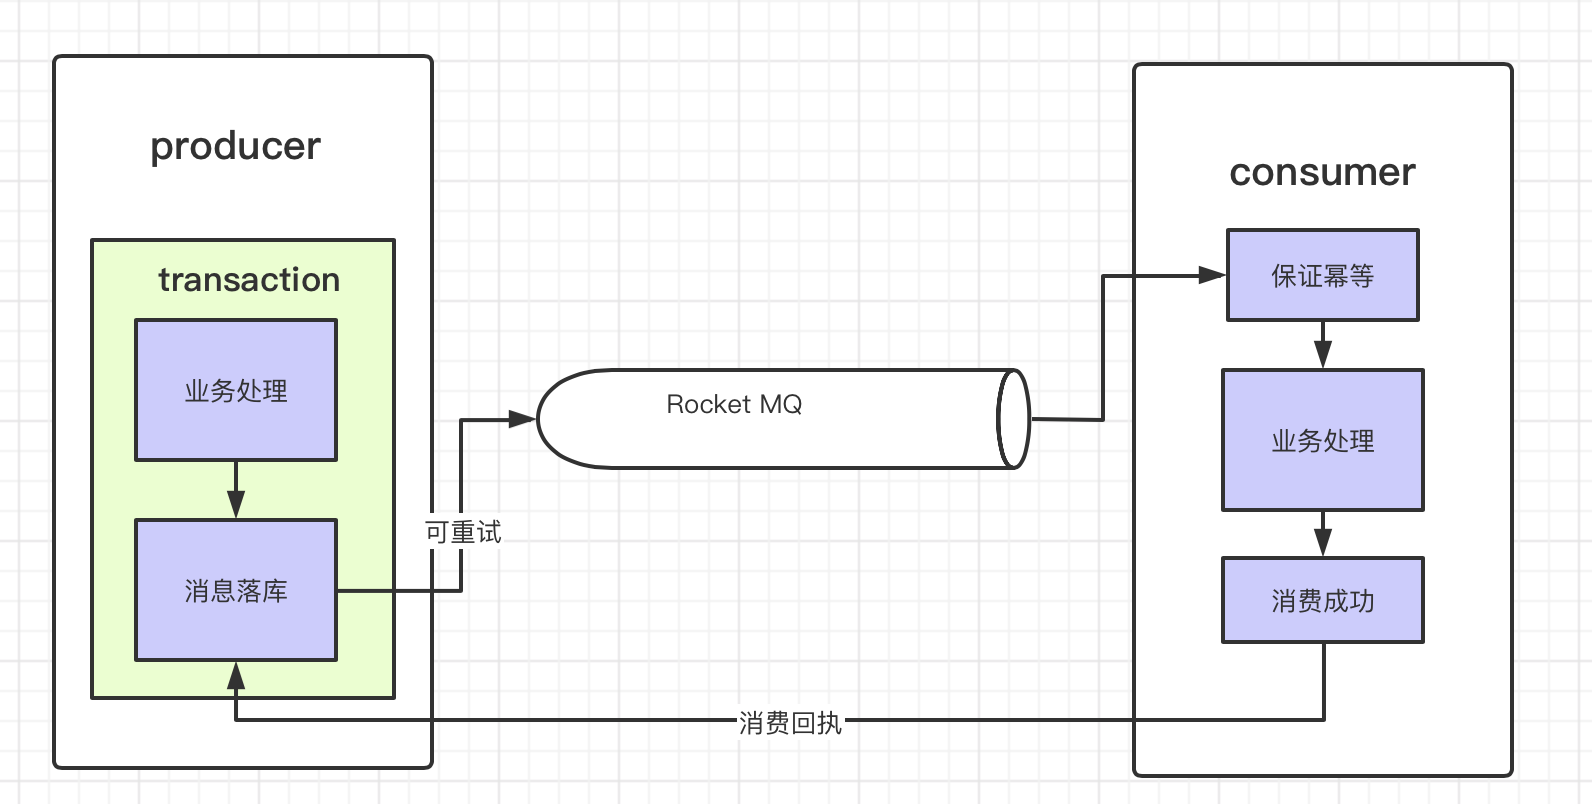 producer
transaction
业务处理
消息落库
可重试
Rocket MQ
consumer
保证幂等
业务处理
消费成功
消费回执